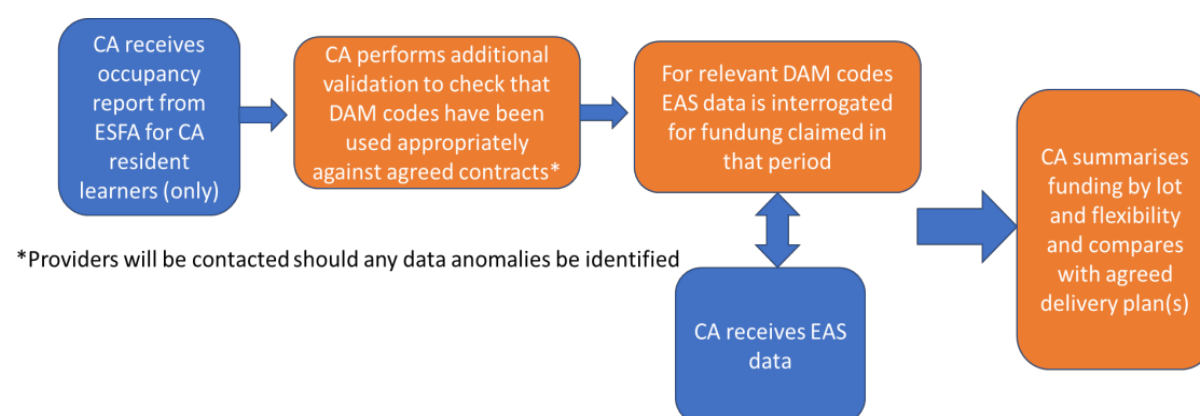 CA receives
occupancy
report from
ESFA for CA
resident
learners (only)
CA performs additional
validation to check that
DAM codes have been
used appropriately
against agreed contracts*
For relevant DAM codes
EAS data is interrogated
for fundung claimed in
that period
CA summarises
funding by lot
and flexibility
and compares
with agreed
delivery plan(s)
*Providers will be contacted should any data anomalies be identified
CA receives EAS
data